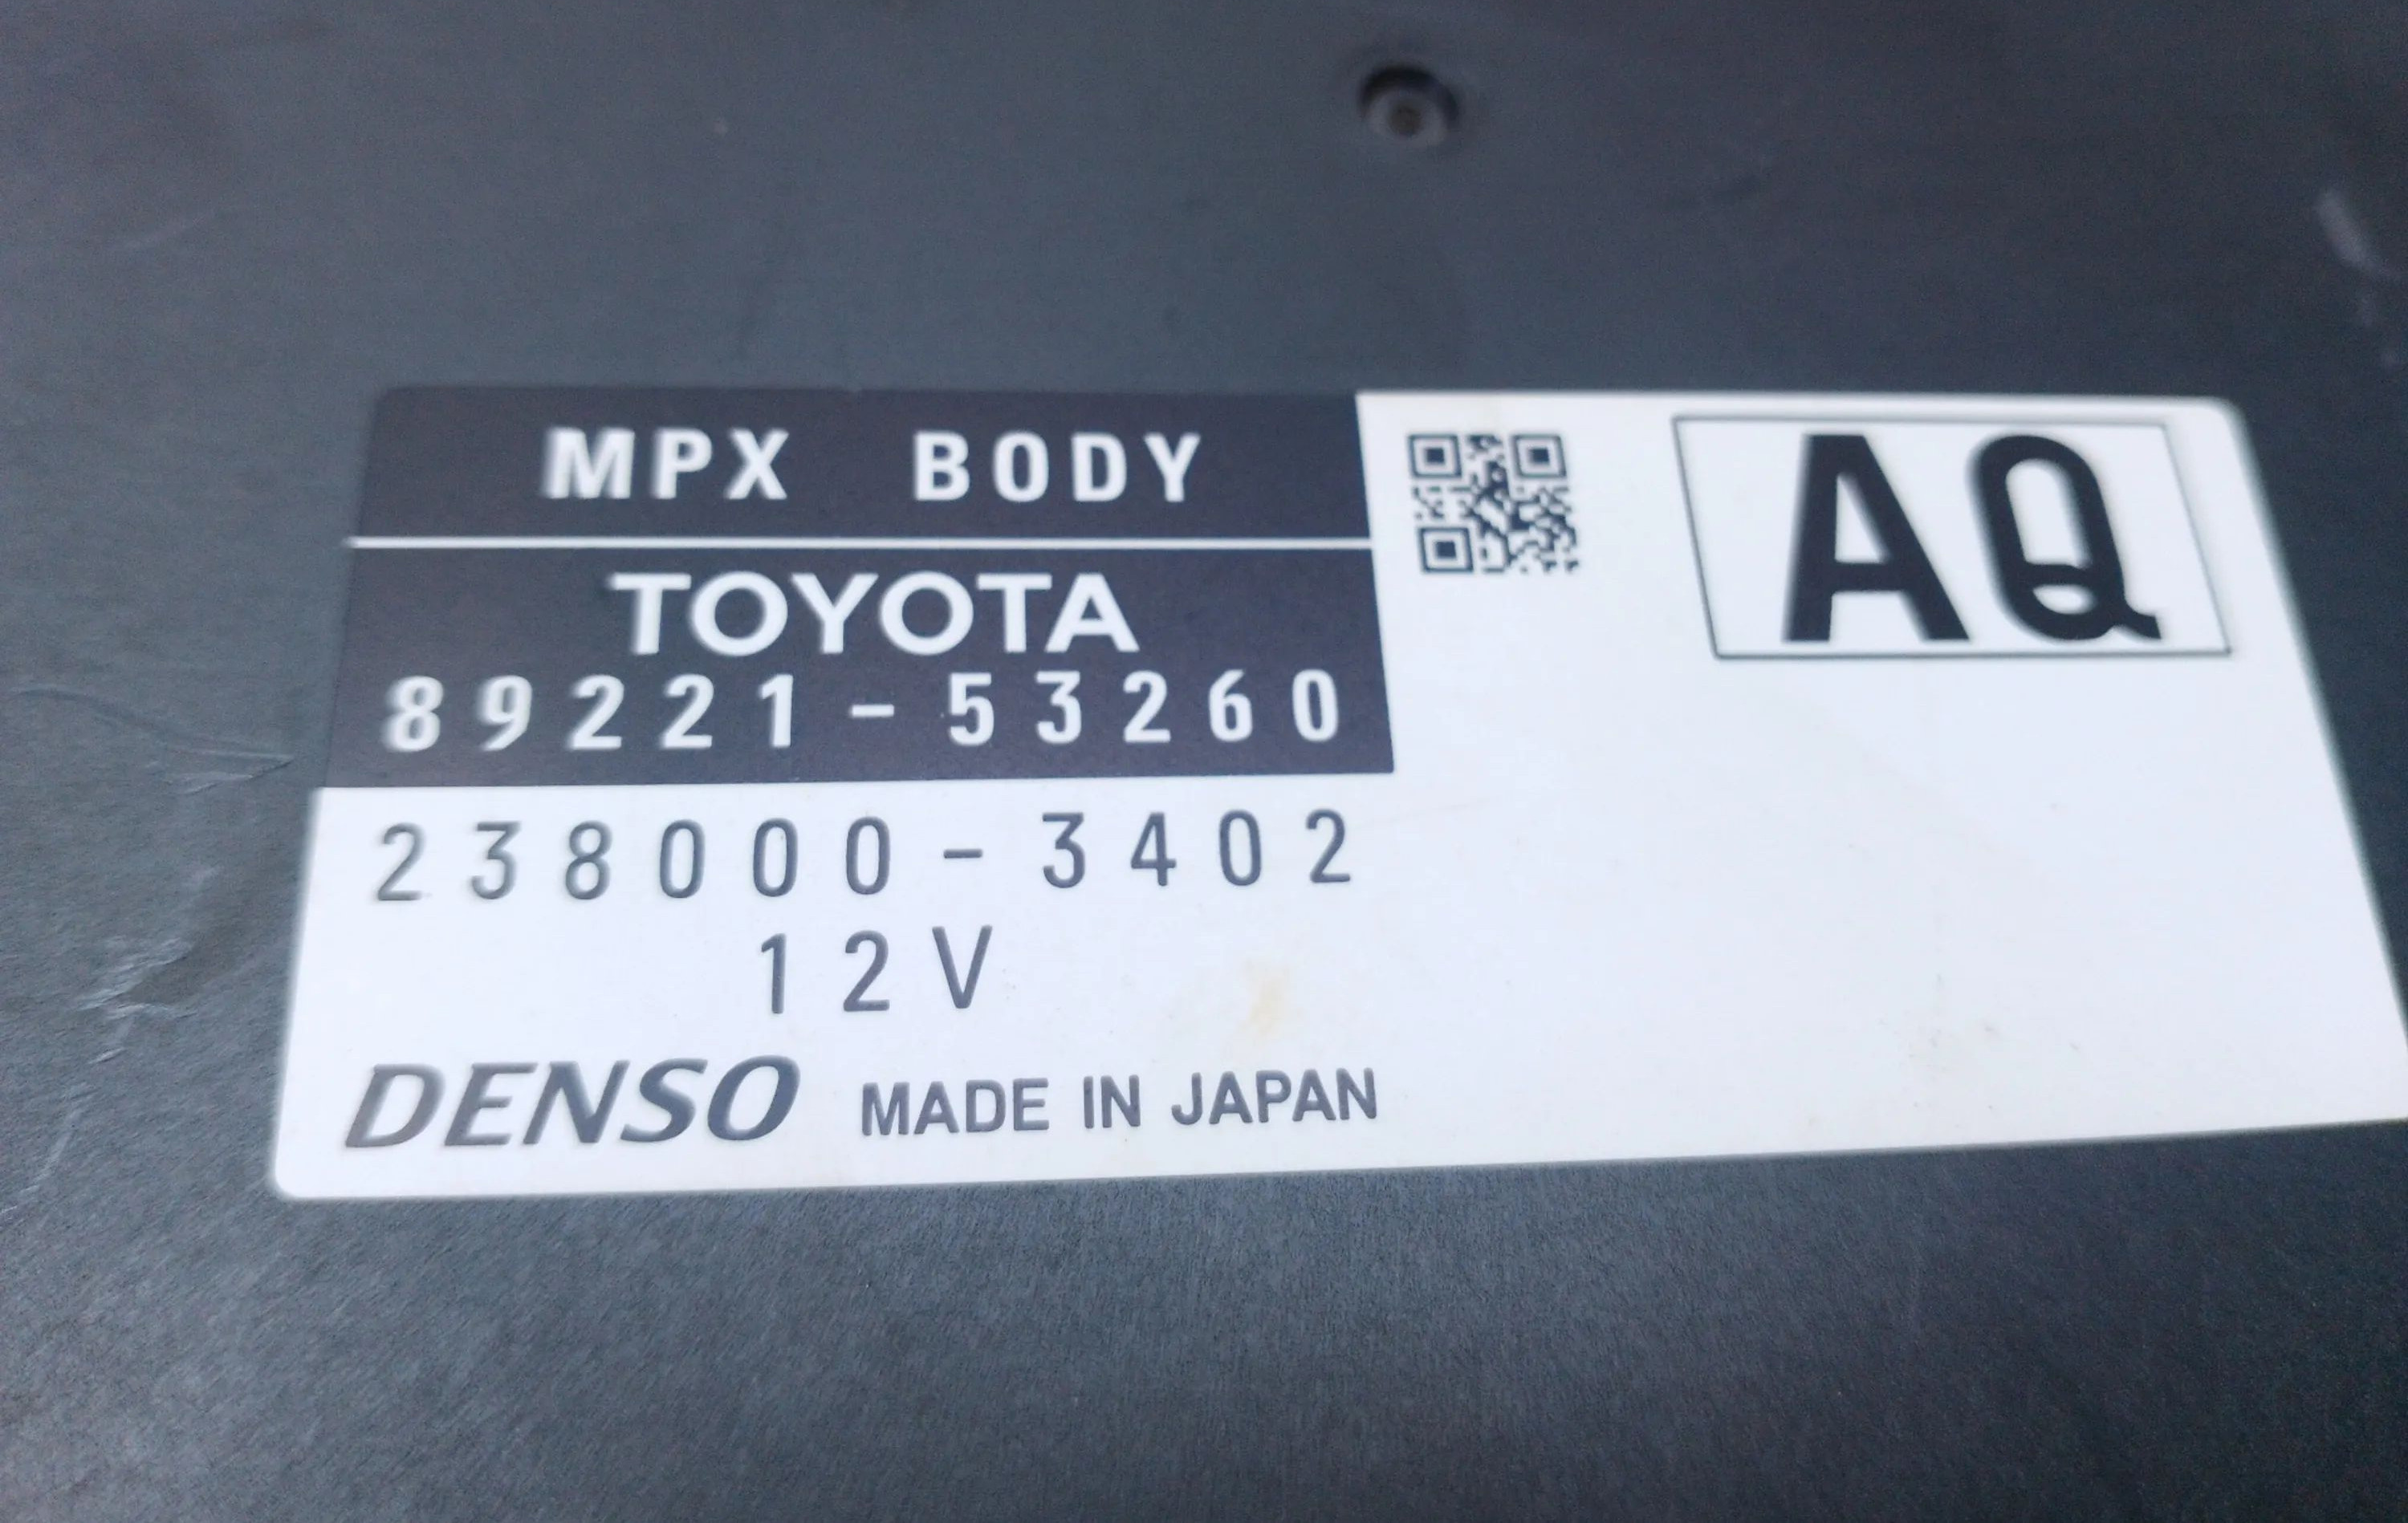 MPX BODY
AQ
TOYOTA
89221-53260
238000-3402
12V
DENSO MADE IN JAPAN